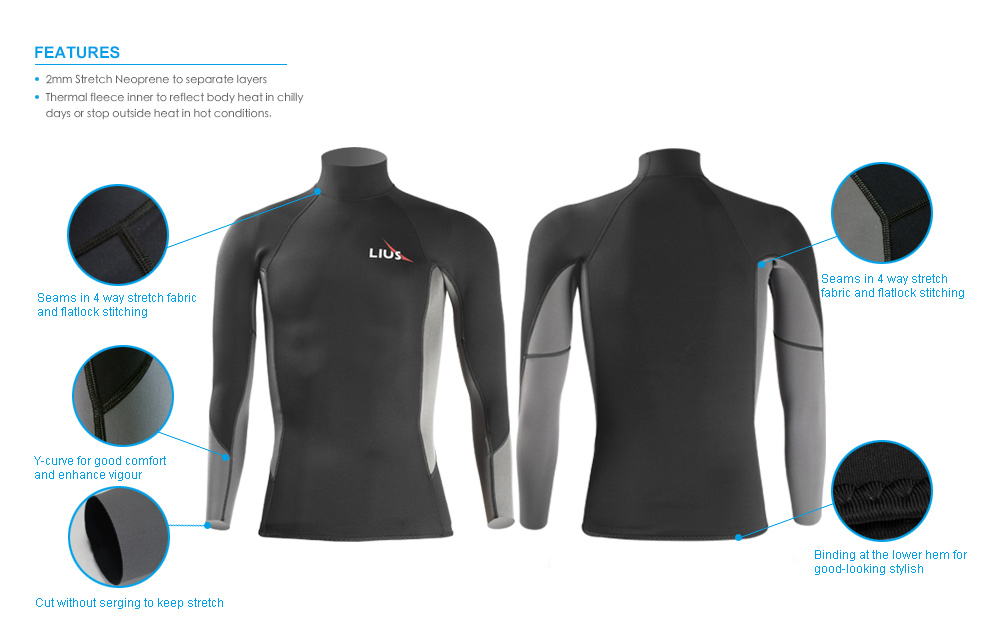 FEATURES
2mm Stretch Neoprene to separate layers
Thermal fleece inner to reflect body heat in chilly
days or stop outside heat in hot conditions.
LIUS
Seams in 4 way stretch fabric
and flatlock stitching
Seams in 4 way stretch
fabric and flatlock stitching
Y-curve for good comfort
and enhance vigour
Binding at the lower hem for
good-looking stylish
Cut without serging to keep stretch